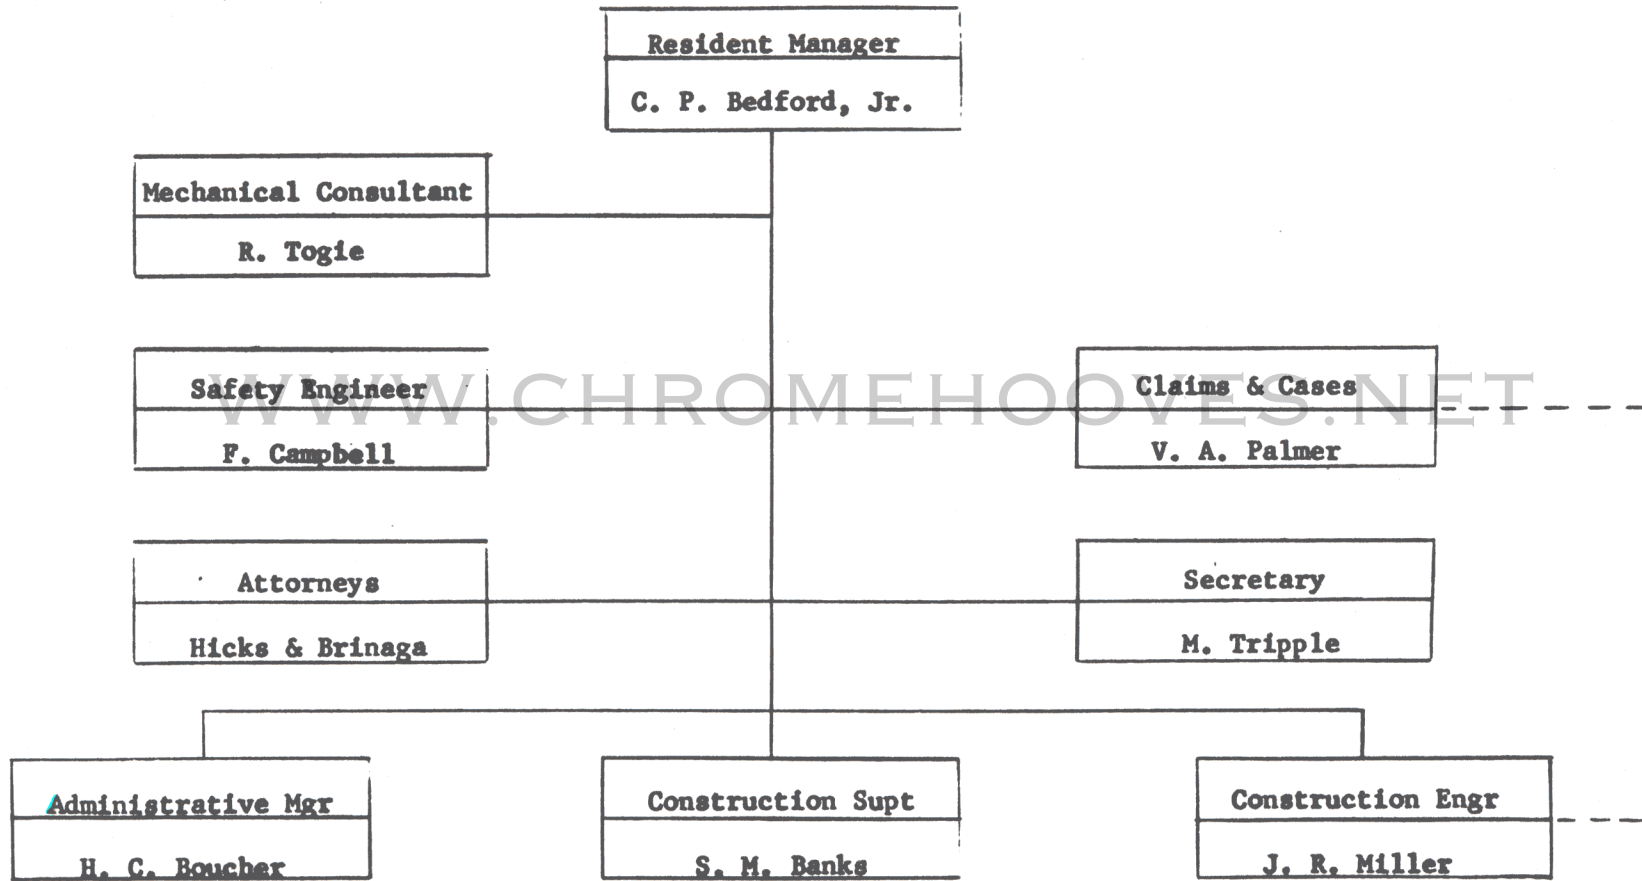 Resident Manager
C. P. Bedford, Jr.
Mechanical Consultant
R. Togie
Safety Engineer
F. Campbell
Claims & Cases
V. A. Palmer
WWW.CHROMEHOOVES.NET
Attorneys
Hicks & Brinaga
Secretary
M. Tripple
Administrative Mgr
H. C. Boucher
Construction Supt
S. M. Banks
Construction Engr
J. R. Miller